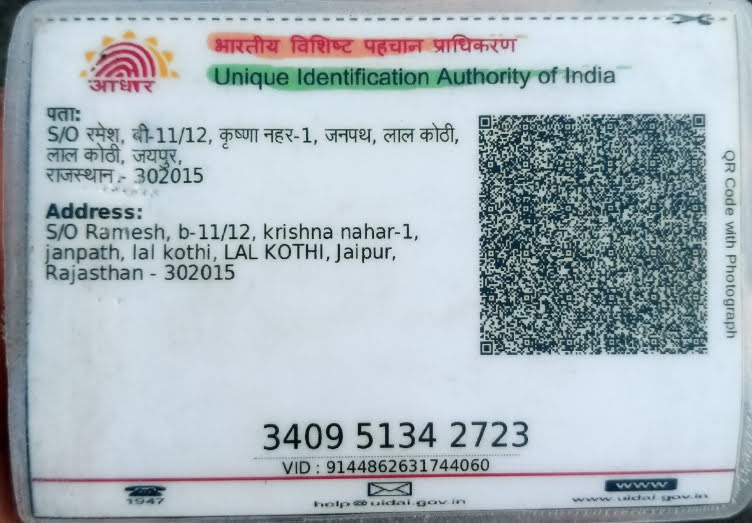 भारतीय विशिष्ट पहचान प्राधिकरण
Unique Identification Authority of India
आधार
पता:
S/O रमेश, बी-11/12, कृष्णा नहर-1, जनपथ, लाल कोठी,
लाल कोठी, जयपुर,
राजस्थान - 302015
Address:
S/O Ramesh, b-11/12, krishna nahar-1,
janpath, lal kothi, LAL KOTHI, Jaipur,
Rajasthan - 302015
QR Code with Photograph
3409 5134 2723
VID : 9144862631744060
1947
help@uidai.gov.in
www
www.uidai.gov.in